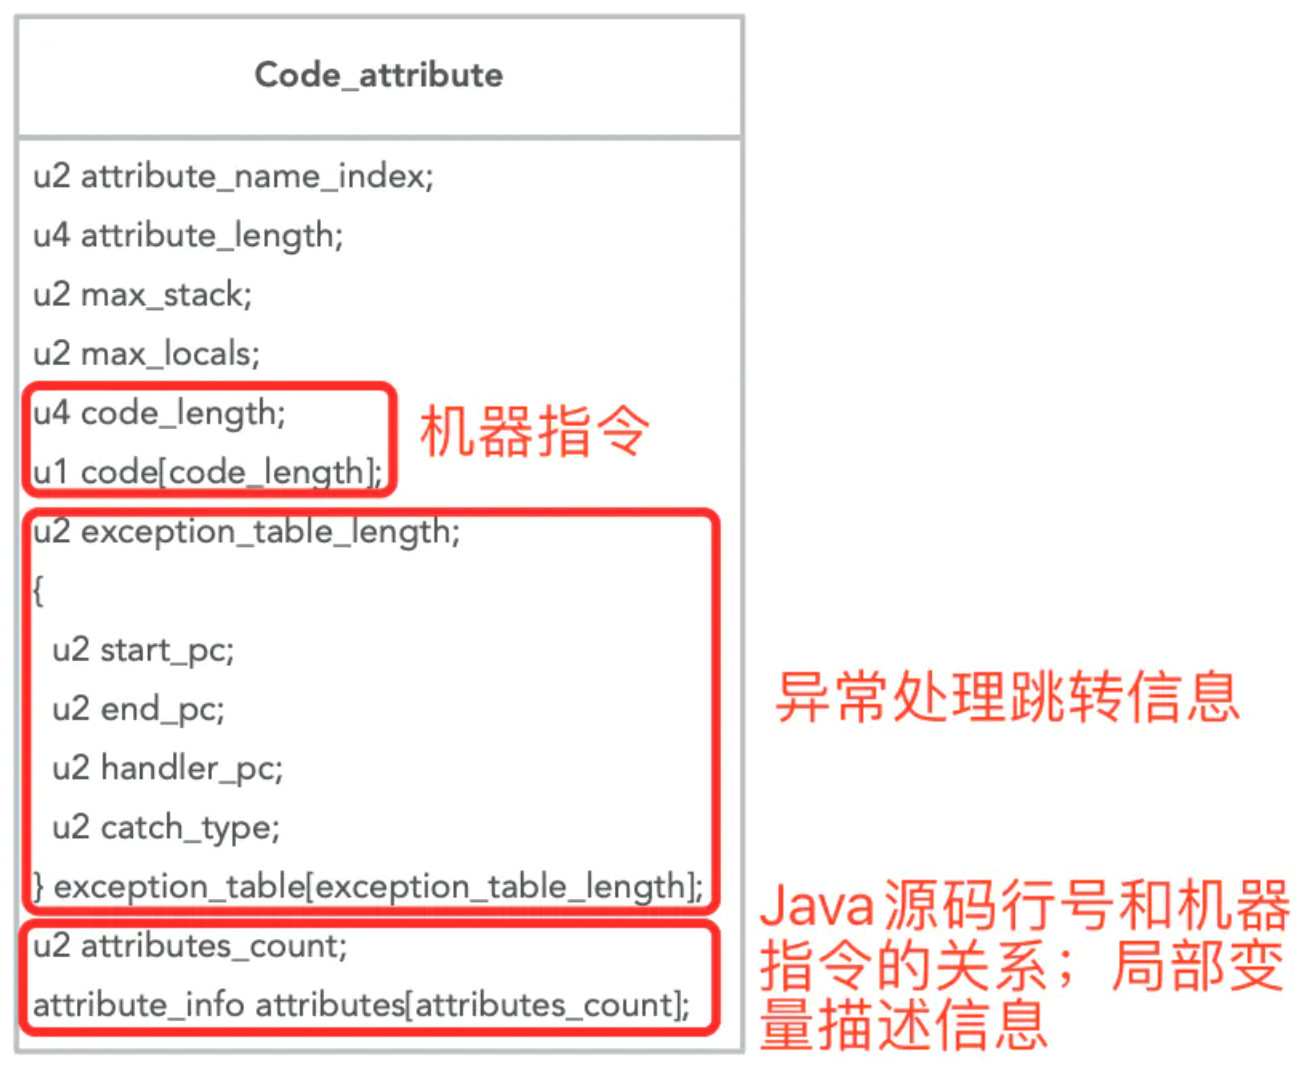 Code_attribute
u2 attribute_name_index;
u4 attribute_length;
u2 max_stack;
u2 max_locals;
u4 code_length;
u1 code[code_length];
机器指令
u2 exception_table_length;
{
u2 start_pc;
u2 end_pc;
u2 handler_pc;
u2 catch_type;
} exception_table[exception_table_length];
异常处理跳转信息
u2 attributes_count;
attribute_info attributes[attributes_count];
Java源码行号和机器
指令的关系；局部变
量描述信息